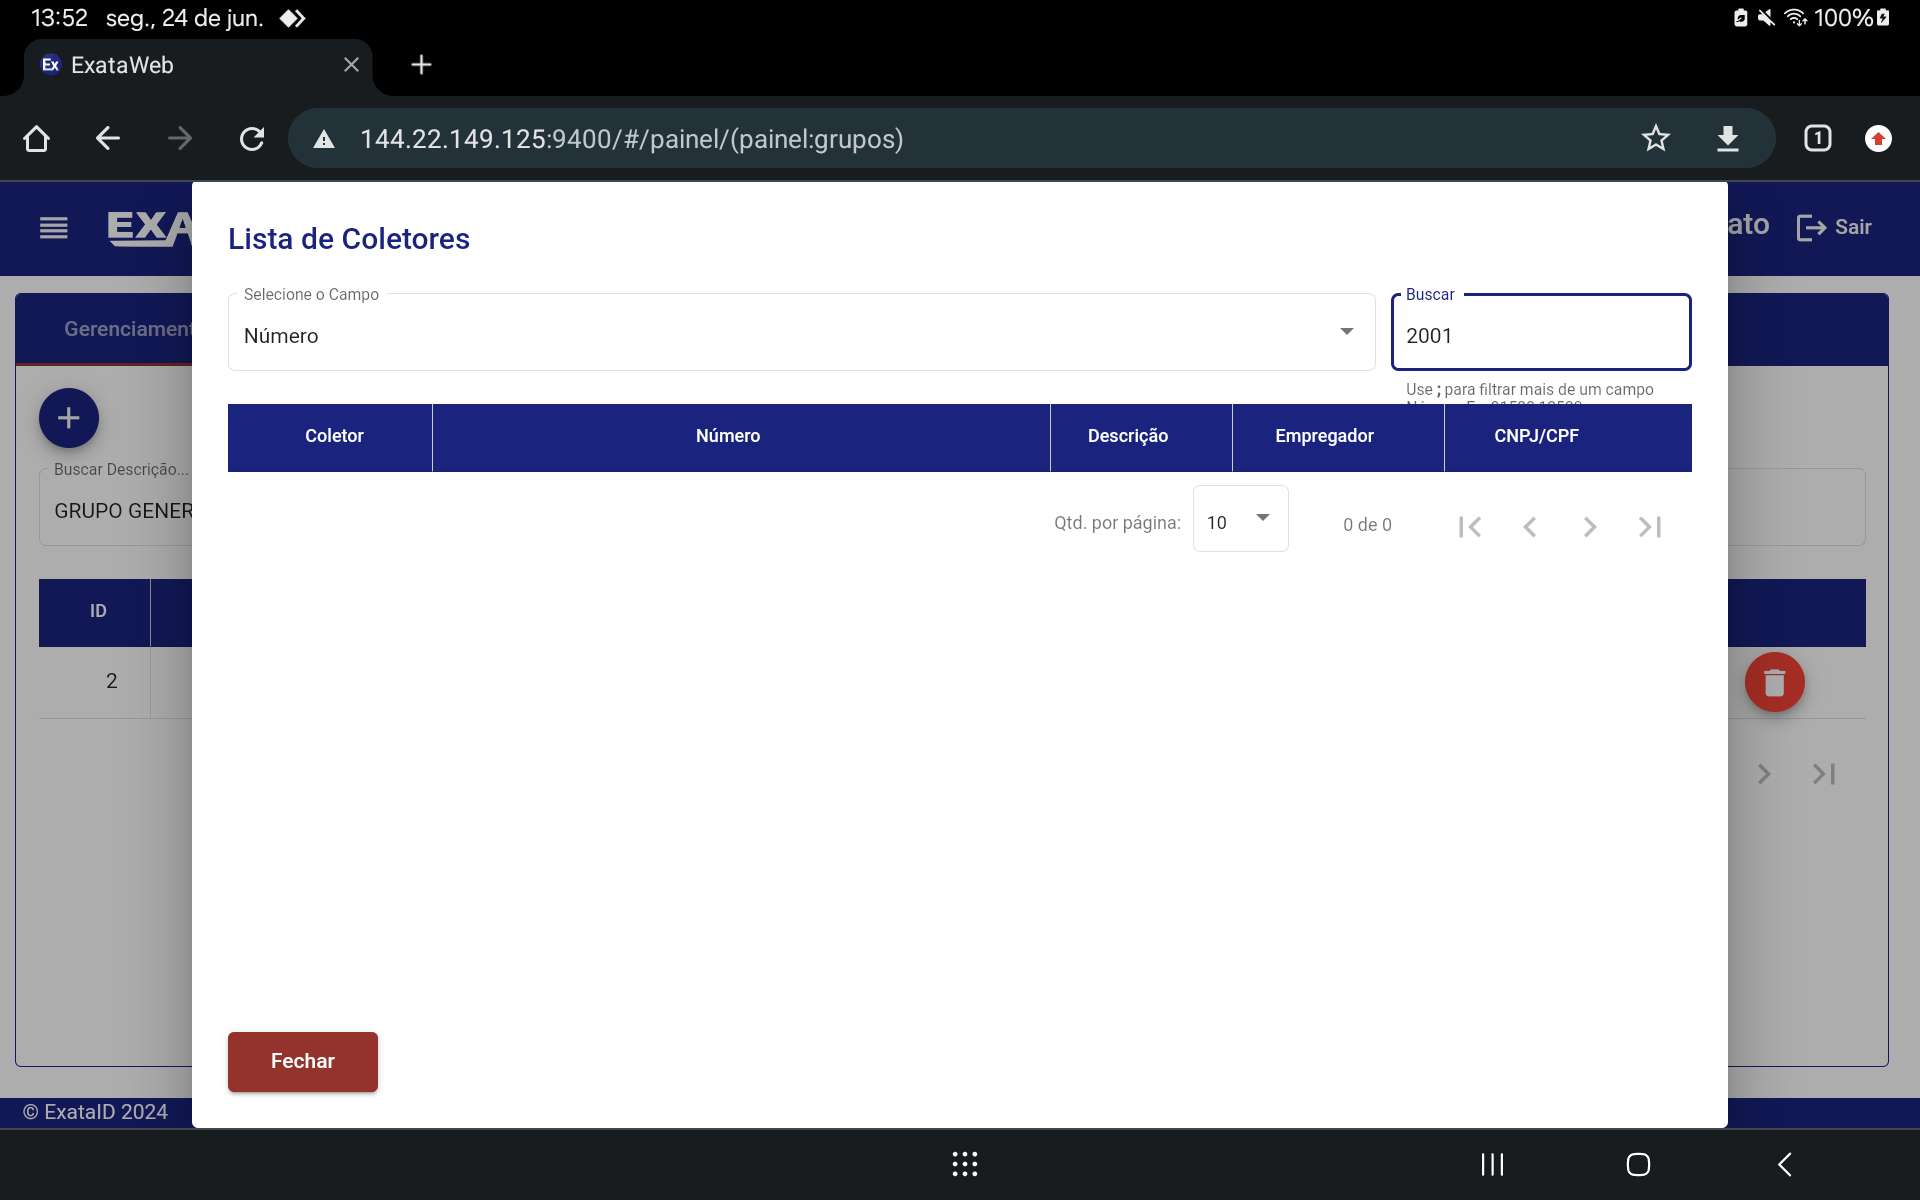 13:52 seg., 24 de jun. 100%
Ex ExataWeb
144.22.149.125:9400/#/painel/(painel:grupos) 1
EXA
ato Sair
Lista de Coletores
Selecione o Campo
Número
Buscar
2001
Use ; para filtrar mais de um campo
Gerenciament
Coletor Número Descrição Empregador CNPJ/CPF
Buscar Descrição...
GRUPO GENER
Qtd. por página: 10 0 de 0
ID
2
Fechar
© ExataID 2024